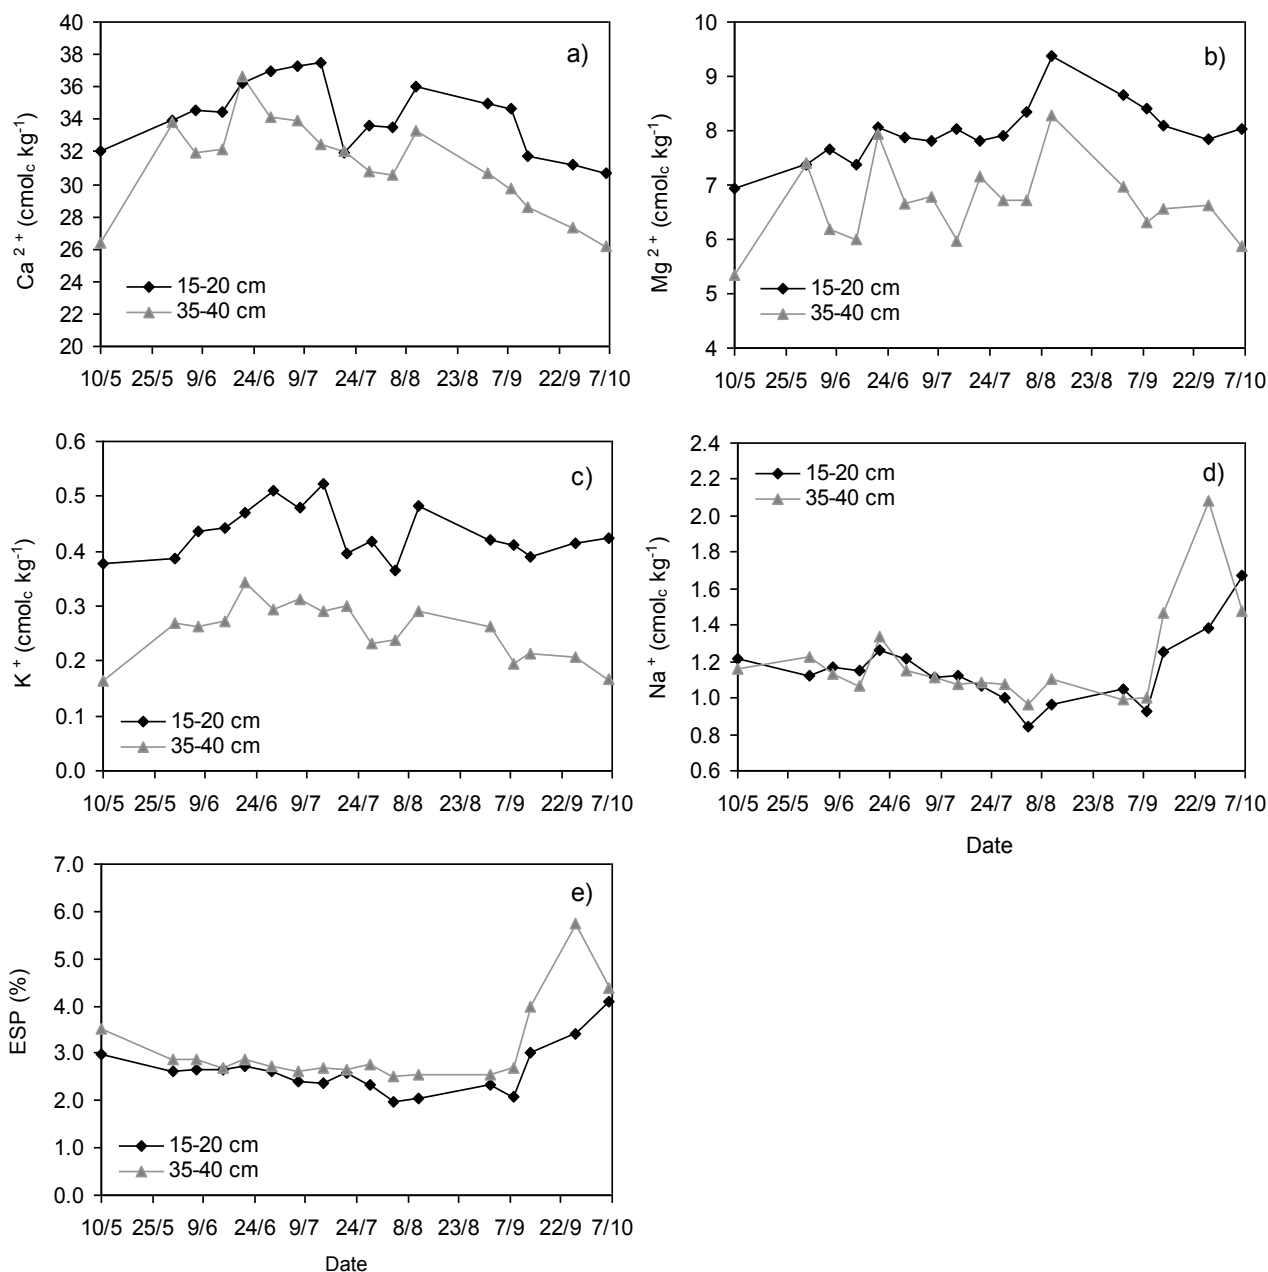 a)
40
38
36
34
32
30
28
26
24
22
20
Ca 2+ (cmolc kg-1)
15-20 cm
35-40 cm
10/5 25/5 9/6 24/6 9/7 24/7 8/8 23/8 7/9 22/9 7/10
b)
10
9
8
7
6
5
4
Mg 2+ (cmolc kg-1)
15-20 cm
35-40 cm
10/5 25/5 9/6 24/6 9/7 24/7 8/8 23/8 7/9 22/9 7/10
c)
0.6
0.5
0.4
0.3
0.2
0.1
0.0
K+ (cmolc kg-1)
15-20 cm
35-40 cm
10/5 25/5 9/6 24/6 9/7 24/7 8/8 23/8 7/9 22/9 7/10
d)
2.4
2.2
2.0
1.8
1.6
1.4
1.2
1.0
0.8
0.6
Na+ (cmolc kg-1)
15-20 cm
35-40 cm
10/5 25/5 9/6 24/6 9/7 24/7 8/8 23/8 7/9 22/9 7/10
Date
e)
7.0
6.0
5.0
4.0
3.0
2.0
1.0
0.0
ESP (%)
15-20 cm
35-40 cm
10/5 25/5 9/6 24/6 9/7 24/7 8/8 23/8 7/9 22/9 7/10
Date